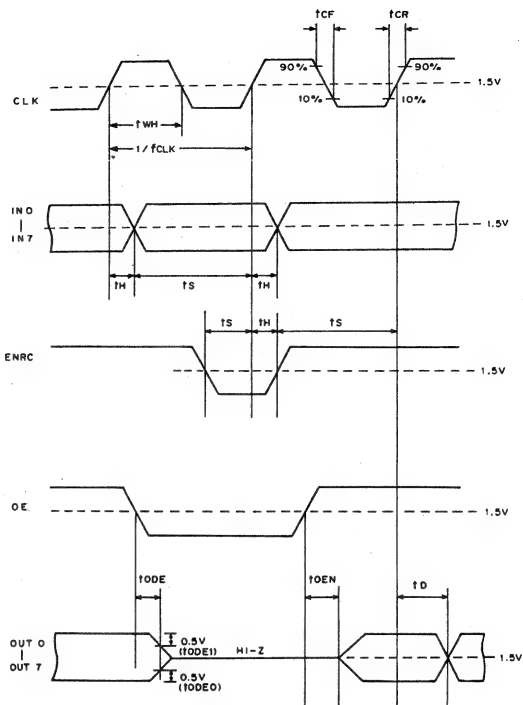 tCF tCR
90% 90%
CLK 10% 10% 1.5V
tWH
1/fCLK
IN0
|
IN7
1.5V
tH tS tH
tS tH tS
ENRC
1.5V
OE 1.5V
tODE tOEN tD
OUT 0
|
OUT 7
0.5V
(tODE1)
HI-Z
0.5V
(tODE0)
1.5V